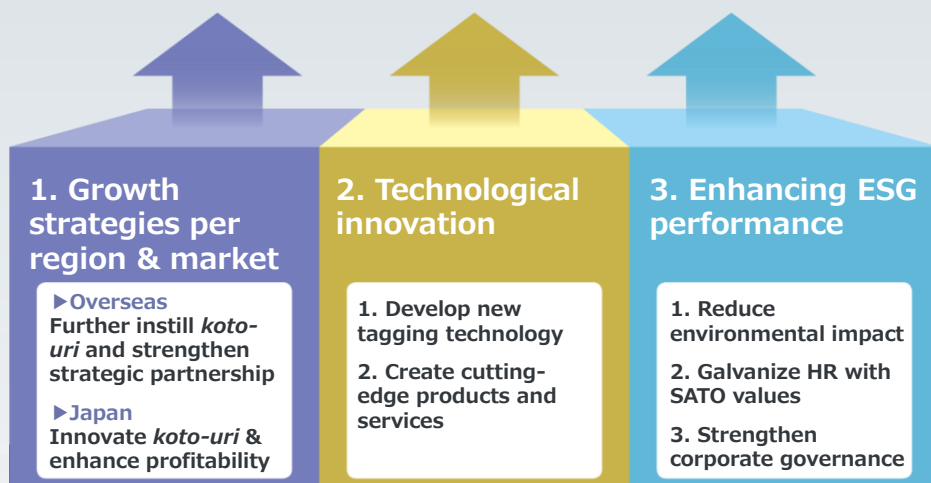 1. Growth
strategies per
region & market
▶Overseas
Further instill koto-
uri and strengthen
strategic partnership
▶Japan
Innovate koto-uri &
enhance profitability
2. Technological
innovation
1. Develop new
tagging technology
2. Create cutting-
edge products and
services
3. Enhancing ESG
performance
1. Reduce
environmental impact
2. Galvanize HR with
SATO values
3. Strengthen
corporate governance